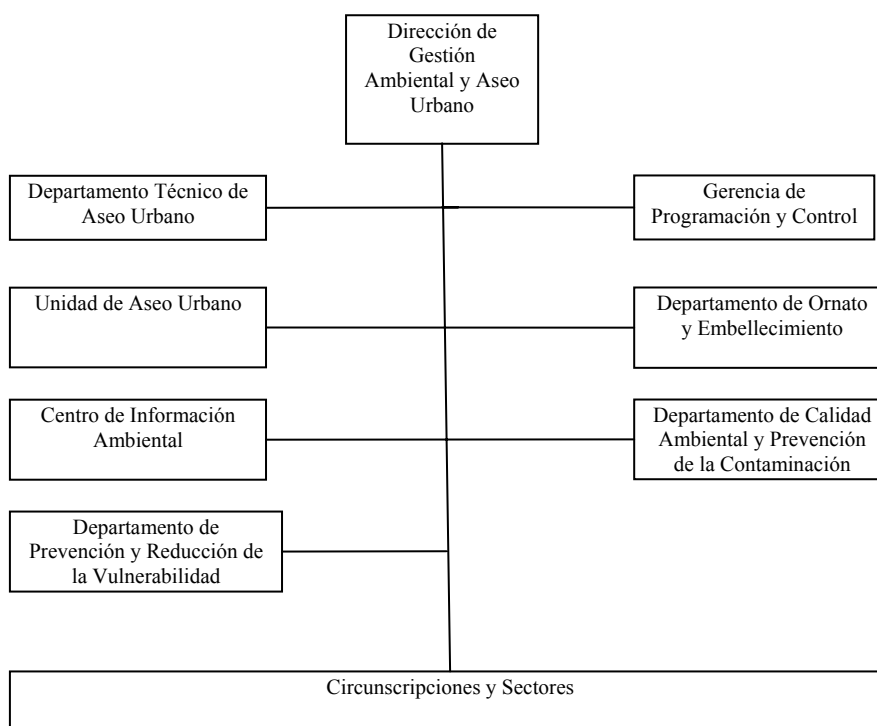 Dirección de
Gestión
Ambiental y Aseo
Urbano
Departamento Técnico de
Aseo Urbano
Gerencia de
Programación y Control
Unidad de Aseo Urbano
Departamento de Ornato
y Embellecimiento
Centro de Información
Ambiental
Departamento de Calidad
Ambiental y Prevención
de la Contaminación
Departamento de
Prevención y Reducción de
la Vulnerabilidad
Circunscripciones y Sectores